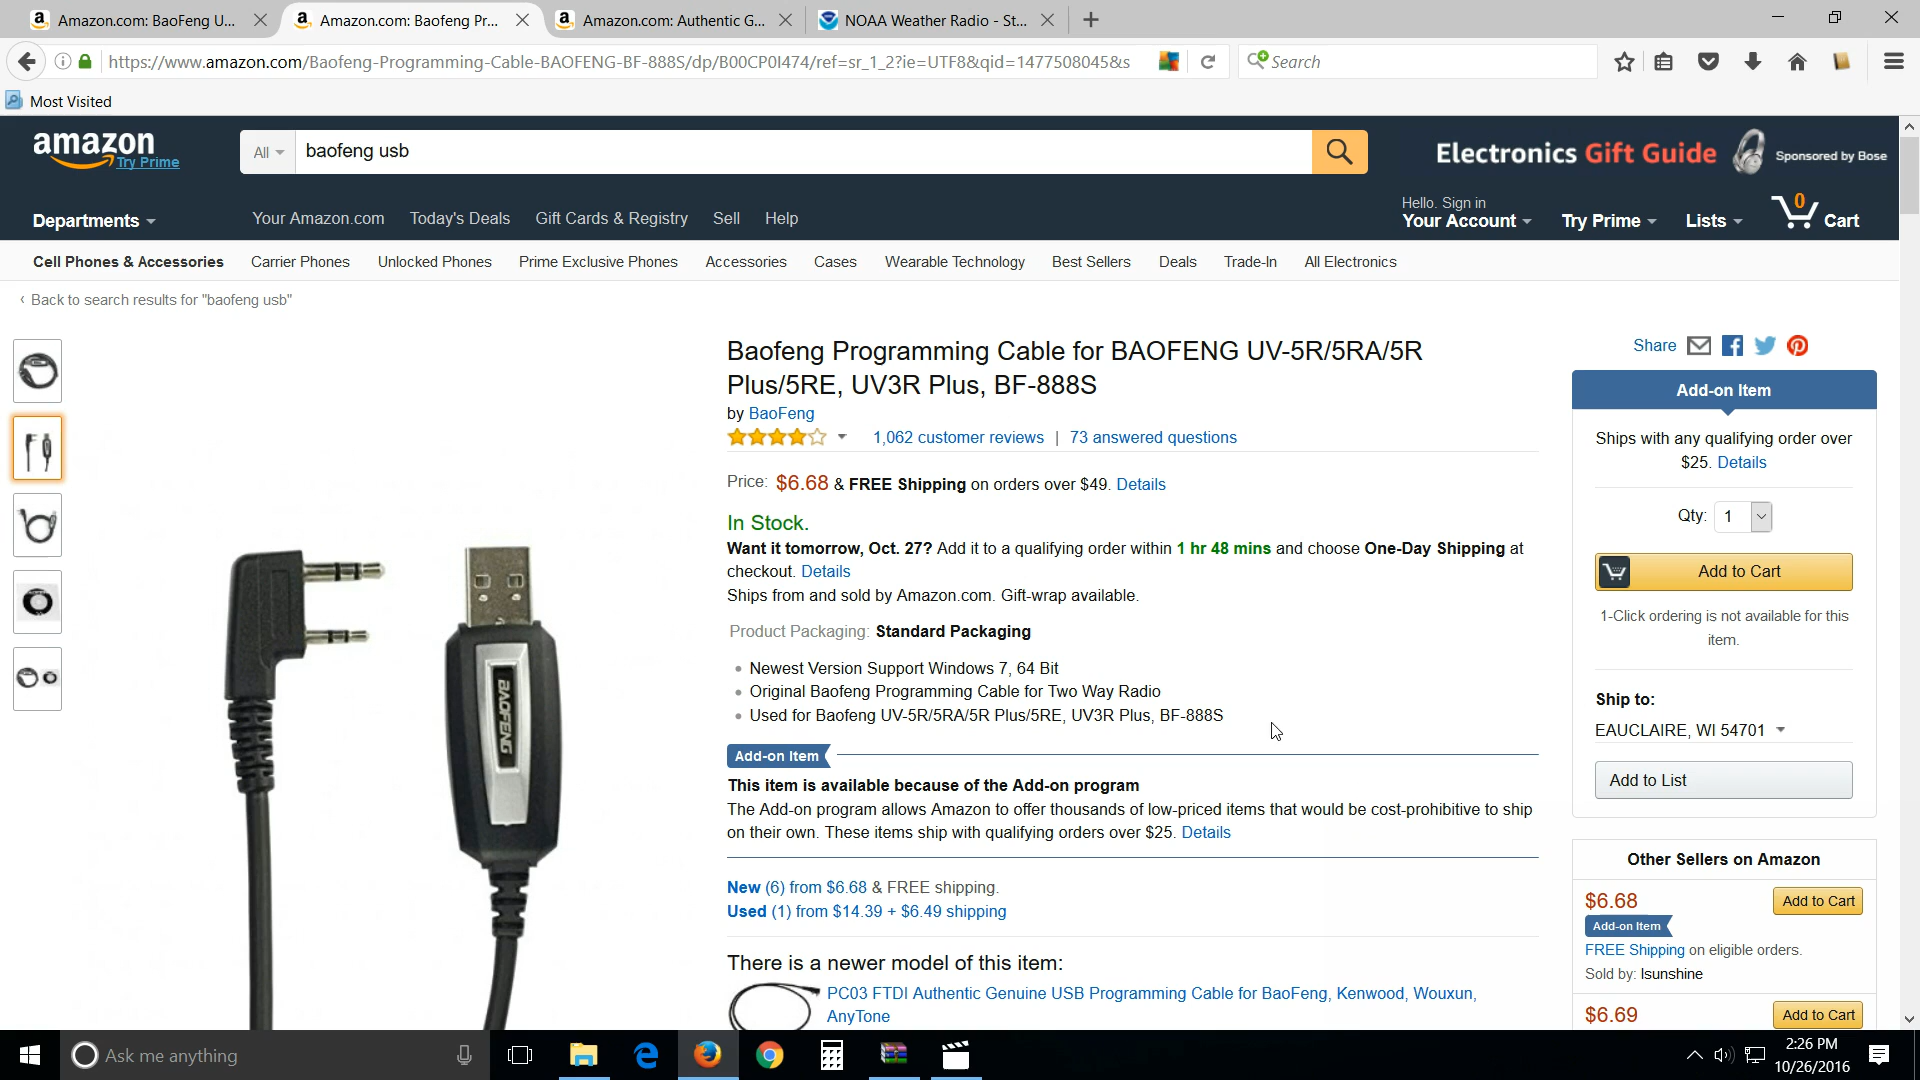 Amazon.com: BaoFeng U...
Amazon.com: Baofeng Pr...
Amazon.com: Authentic G...
NOAA Weather Radio - St...
https://www.amazon.com/Baofeng-Programming-Cable-BAOFENG-BF-888S/dp/B00CP0I474/ref=sr_1_2?ie=UTF8&qid=1477508045&s
Search
Most Visited
amazon
Try Prime
All
baofeng usb
Electronics Gift Guide
Sponsored by Bose
Departments
Your Amazon.com
Today's Deals
Gift Cards & Registry
Sell
Help
Hello. Sign in
Your Account
Try Prime
Lists
0
Cart
Cell Phones & Accessories
Carrier Phones
Unlocked Phones
Prime Exclusive Phones
Accessories
Cases
Wearable Technology
Best Sellers
Deals
Trade-In
All Electronics
‹ Back to search results for "baofeng usb"
BAOFENG
Baofeng Programming Cable for BAOFENG UV-5R/5RA/5R
Plus/5RE, UV3R Plus, BF-888S
by BaoFeng
1,062 customer reviews | 73 answered questions
Price: $6.68 & FREE Shipping on orders over $49. Details
In Stock.
Want it tomorrow, Oct. 27? Add it to a qualifying order within 1 hr 48 mins and choose One-Day Shipping at
checkout. Details
Ships from and sold by Amazon.com. Gift-wrap available.
Product Packaging: Standard Packaging
Newest Version Support Windows 7, 64 Bit
Original Baofeng Programming Cable for Two Way Radio
Used for Baofeng UV-5R/5RA/5R Plus/5RE, UV3R Plus, BF-888S
Add-on Item
This item is available because of the Add-on program
The Add-on program allows Amazon to offer thousands of low-priced items that would be cost-prohibitive to ship
on their own. These items ship with qualifying orders over $25. Details
New (6) from $6.68 & FREE shipping.
Used (1) from $14.39 + $6.49 shipping
There is a newer model of this item:
PC03 FTDI Authentic Genuine USB Programming Cable for BaoFeng, Kenwood, Wouxun,
AnyTone
Share
Add-on Item
Ships with any qualifying order over
$25. Details
Qty: 1
Add to Cart
1-Click ordering is not available for this
item.
Ship to:
EAUCLAIRE, WI 54701
Add to List
Other Sellers on Amazon
$6.68
Add to Cart
Add-on Item
FREE Shipping on eligible orders.
Sold by: Isunshine
$6.69
Add to Cart
Ask me anything
2:26 PM
10/26/2016